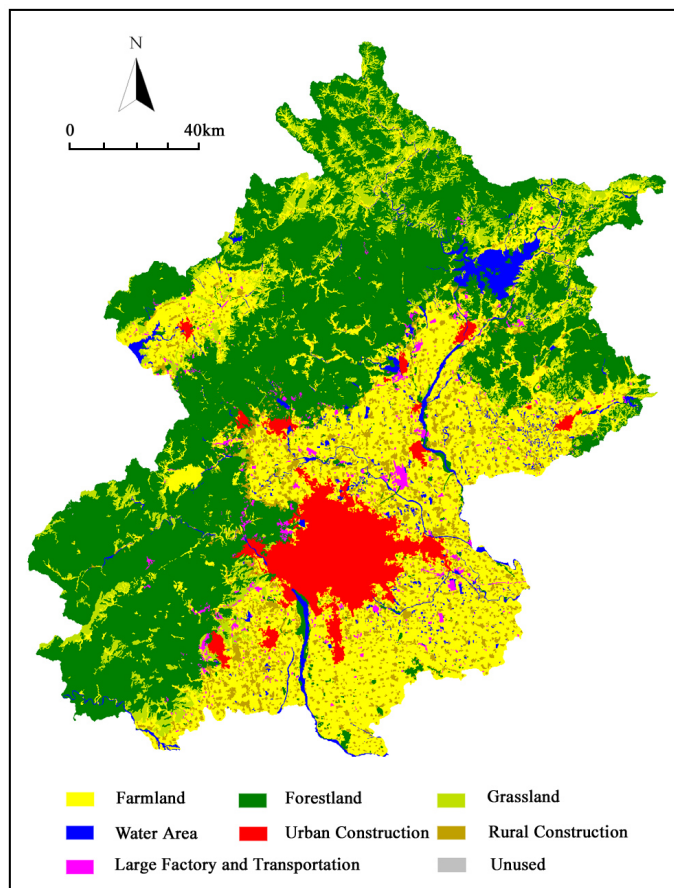 N
0 40km
Farmland Forestland Grassland
Water Area Urban Construction Rural Construction
Large Factory and Transportation Unused